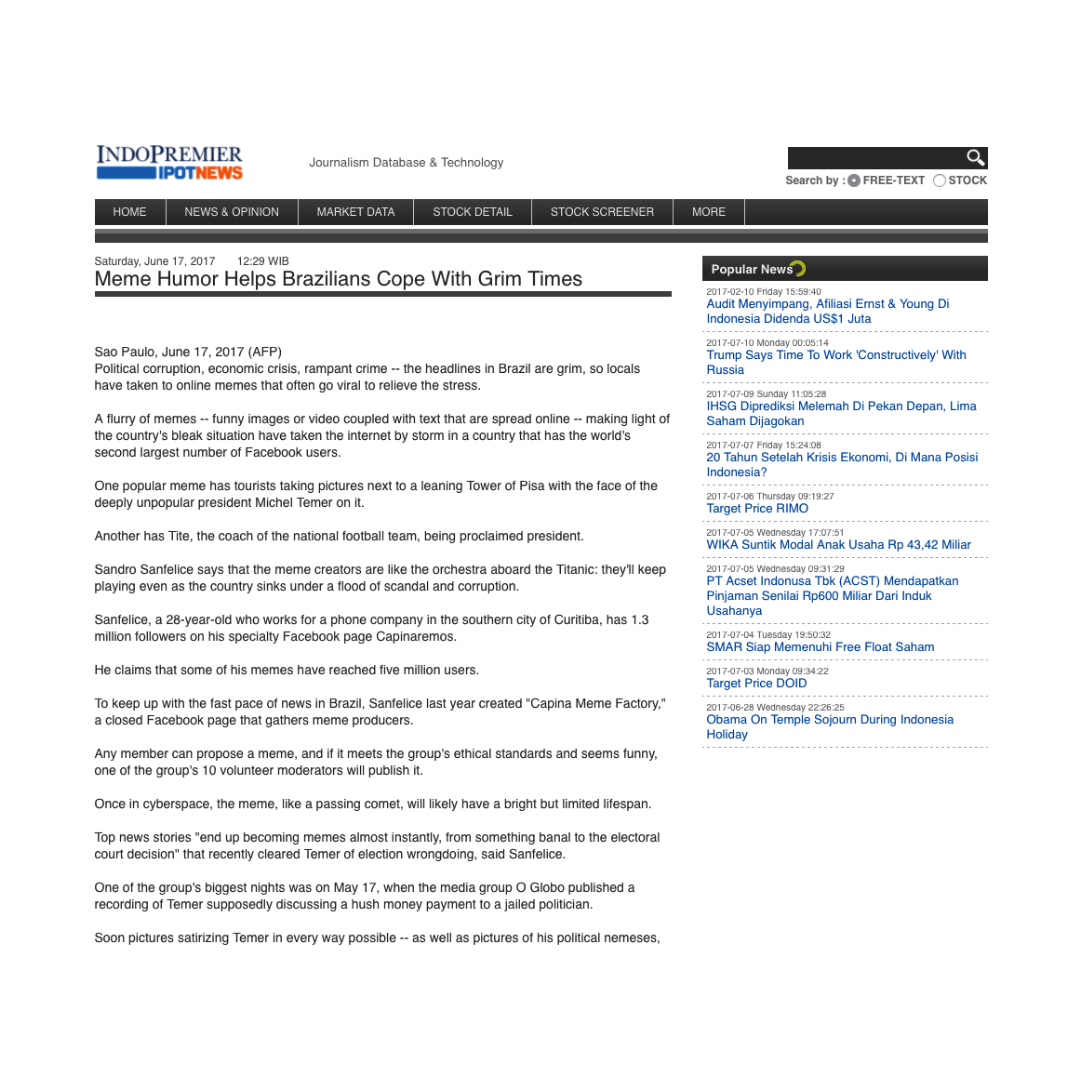 INDOPREMIER
IPOTNEWS
Journalism Database & Technology
Search by : FREE-TEXT STOCK
HOME NEWS & OPINION MARKET DATA STOCK DETAIL STOCK SCREENER MORE
Saturday, June 17, 2017 12:29 WIB
Meme Humor Helps Brazilians Cope With Grim Times
Sao Paulo, June 17, 2017 (AFP)
Political corruption, economic crisis, rampant crime -- the headlines in Brazil are grim, so locals
have taken to online memes that often go viral to relieve the stress.
A flurry of memes -- funny images or video coupled with text that are spread online -- making light of
the country's bleak situation have taken the internet by storm in a country that has the world's
second largest number of Facebook users.
One popular meme has tourists taking pictures next to a leaning Tower of Pisa with the face of the
deeply unpopular president Michel Temer on it.
Another has Tite, the coach of the national football team, being proclaimed president.
Sandro Sanfelice says that the meme creators are like the orchestra aboard the Titanic: they'll keep
playing even as the country sinks under a flood of scandal and corruption.
Sanfelice, a 28-year-old who works for a phone company in the southern city of Curitiba, has 1.3
million followers on his specialty Facebook page Capinaremos.
He claims that some of his memes have reached five million users.
To keep up with the fast pace of news in Brazil, Sanfelice last year created "Capina Meme Factory,"
a closed Facebook page that gathers meme producers.
Any member can propose a meme, and if it meets the group's ethical standards and seems funny,
one of the group's 10 volunteer moderators will publish it.
Once in cyberspace, the meme, like a passing comet, will likely have a bright but limited lifespan.
Top news stories "end up becoming memes almost instantly, from something banal to the electoral
court decision" that recently cleared Temer of election wrongdoing, said Sanfelice.
One of the group's biggest nights was on May 17, when the media group O Globo published a
recording of Temer supposedly discussing a hush money payment to a jailed politician.
Soon pictures satirizing Temer in every way possible -- as well as pictures of his political nemeses,
Popular News
2017-02-10 Friday 15:59:40
Audit Menyimpang, Afiliasi Ernst & Young Di
Indonesia Didenda US$1 Juta
2017-07-10 Monday 00:05:14
Trump Says Time To Work 'Constructively' With
Russia
2017-07-09 Sunday 11:05:28
IHSG Diprediksi Melemah Di Pekan Depan, Lima
Saham Dijagokan
2017-07-07 Friday 15:24:08
20 Tahun Setelah Krisis Ekonomi, Di Mana Posisi
Indonesia?
2017-07-06 Thursday 09:19:27
Target Price RIMO
2017-07-05 Wednesday 17:07:51
WIKA Suntik Modal Anak Usaha Rp 43,42 Miliar
2017-07-05 Wednesday 09:31:29
PT Acset Indonusa Tbk (ACST) Mendapatkan
Pinjaman Senilai Rp600 Miliar Dari Induk
Usahanya
2017-07-04 Tuesday 19:50:32
SMAR Siap Memenuhi Free Float Saham
2017-07-03 Monday 09:34:22
Target Price DOID
2017-06-28 Wednesday 22:26:25
Obama On Temple Sojourn During Indonesia
Holiday